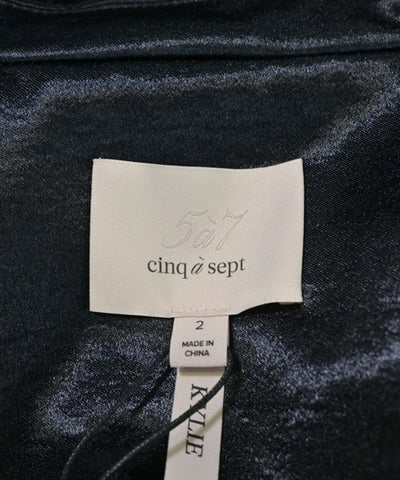 5à7
cinq à sept
2
MADE IN
CHINA
KYLIE